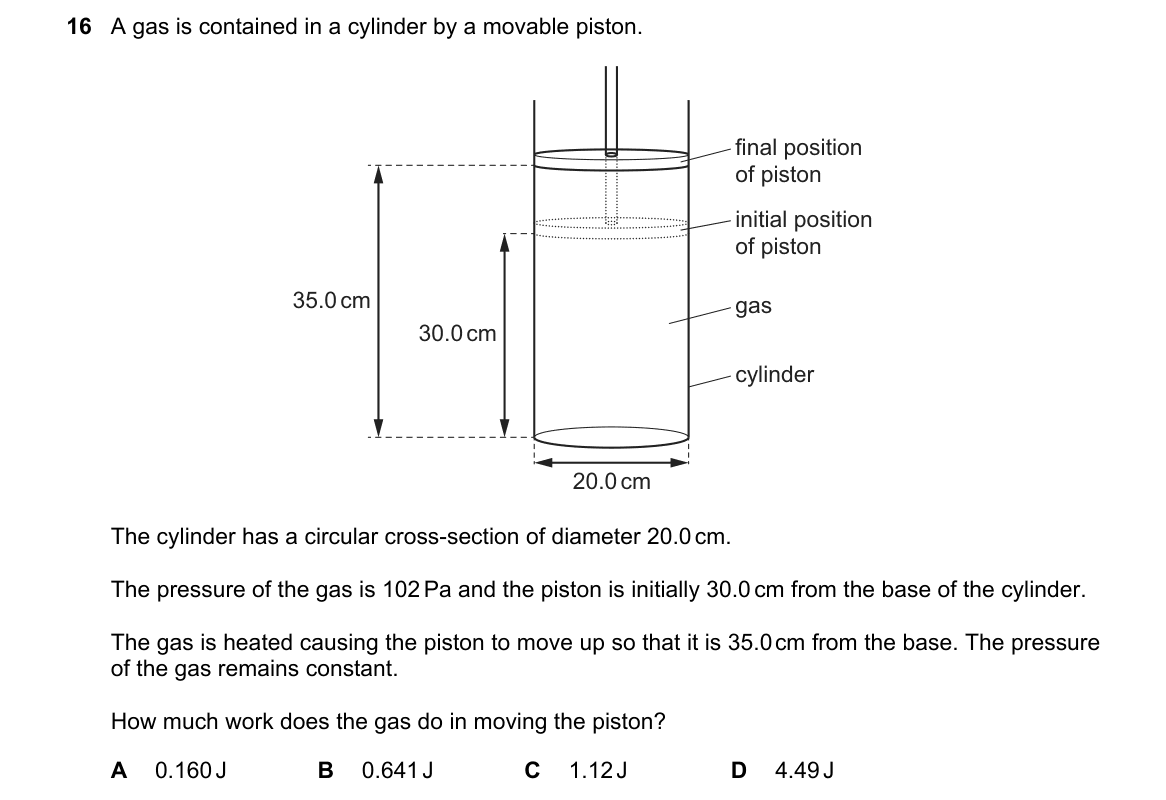 16 A gas is contained in a cylinder by a movable piston.
final position
of piston
initial position
of piston
35.0 cm
gas
30.0 cm
cylinder
20.0 cm
The cylinder has a circular cross-section of diameter 20.0 cm.
The pressure of the gas is 102 Pa and the piston is initially 30.0 cm from the base of the cylinder.
The gas is heated causing the piston to move up so that it is 35.0 cm from the base. The pressure
of the gas remains constant.
How much work does the gas do in moving the piston?
A 0.160 J B 0.641 J C 1.12 J D 4.49 J